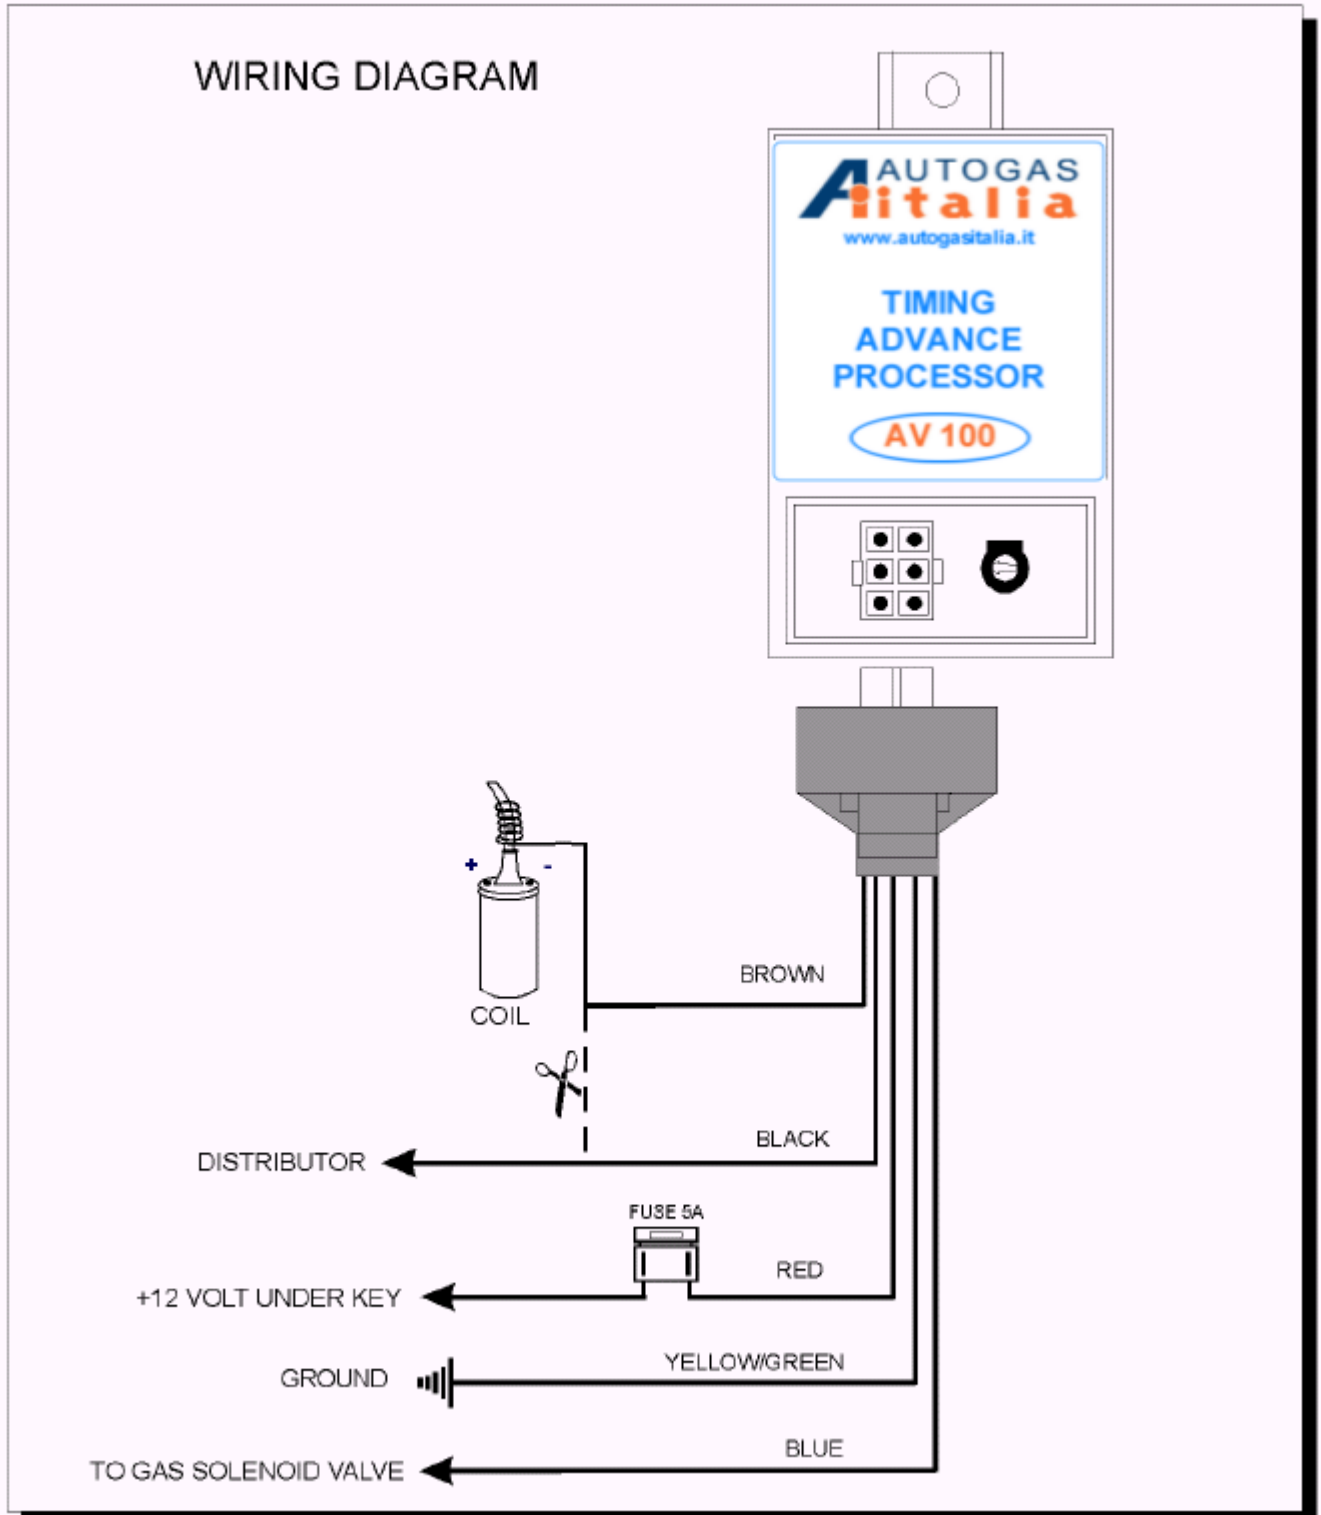 WIRING DIAGRAM
AUTOGAS
italia
www.autogasitalia.it
TIMING
ADVANCE
PROCESSOR
AV 100
+ -
BROWN
COIL
BLACK
DISTRIBUTOR
FUSE 5A
RED
+12 VOLT UNDER KEY
YELLOW/GREEN
GROUND
BLUE
TO GAS SOLENOID VALVE